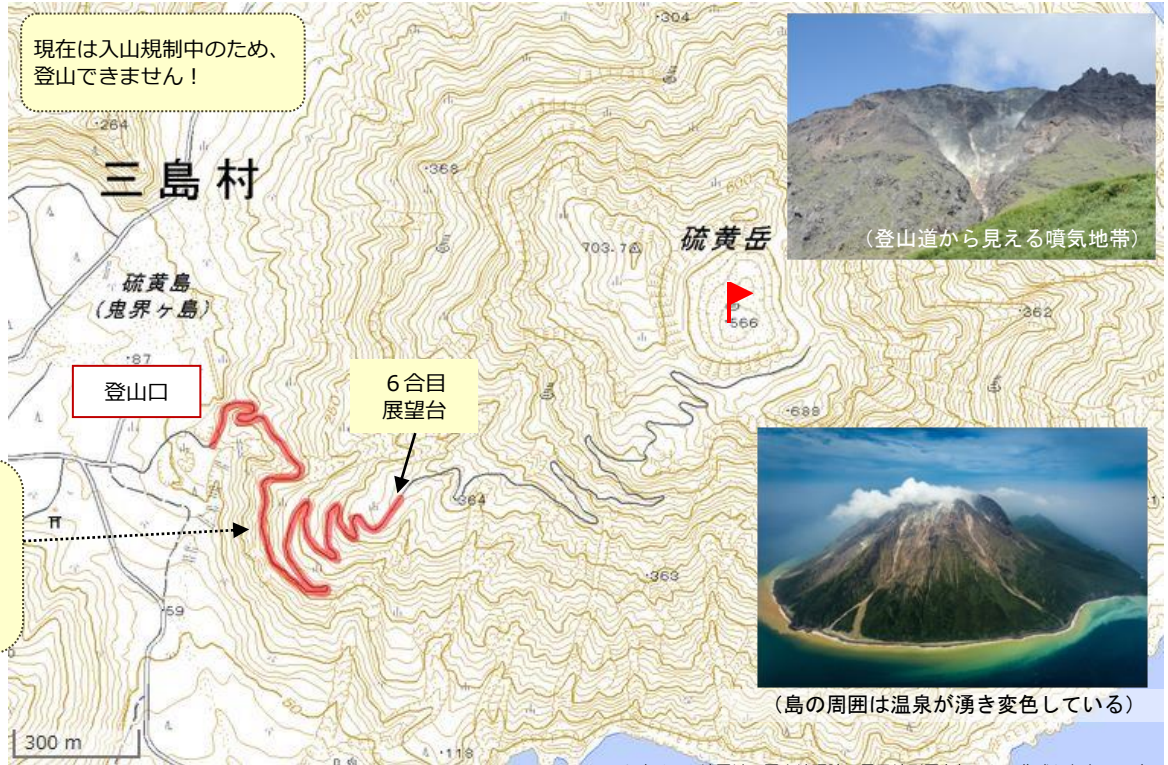 現在は入山規制中のため、
登山できません！
・304
・264
三島村
・368
703.7
硫黄岳
（登山道から見える噴気地帯）
硫黄島
(鬼界ヶ島)
・566
・362
・87
登山口
6合目
展望台
・688
・364
・363
・59
（島の周囲は温泉が湧き変色している）
300 m
・118